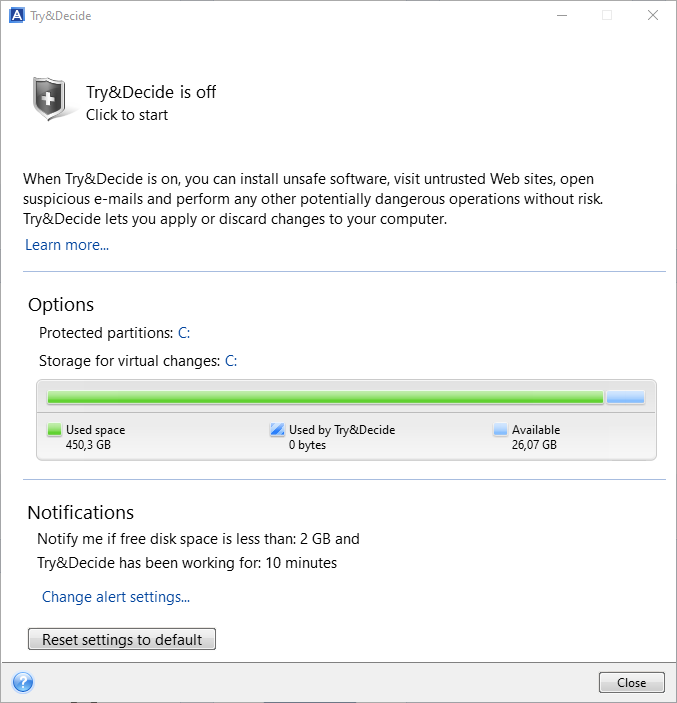 A Try&Decide
Try&Decide is off
Click to start
When Try&Decide is on, you can install unsafe software, visit untrusted Web sites, open
suspicious e-mails and perform any other potentially dangerous operations without risk.
Try&Decide lets you apply or discard changes to your computer.
Learn more...
Options
Protected partitions: C:
Storage for virtual changes: C:
Used space Used by Try&Decide Available
450,3 GB 0 bytes 26,07 GB
Notifications
Notify me if free disk space is less than: 2 GB and
Try&Decide has been working for: 10 minutes
Change alert settings...
Reset settings to default
? Close